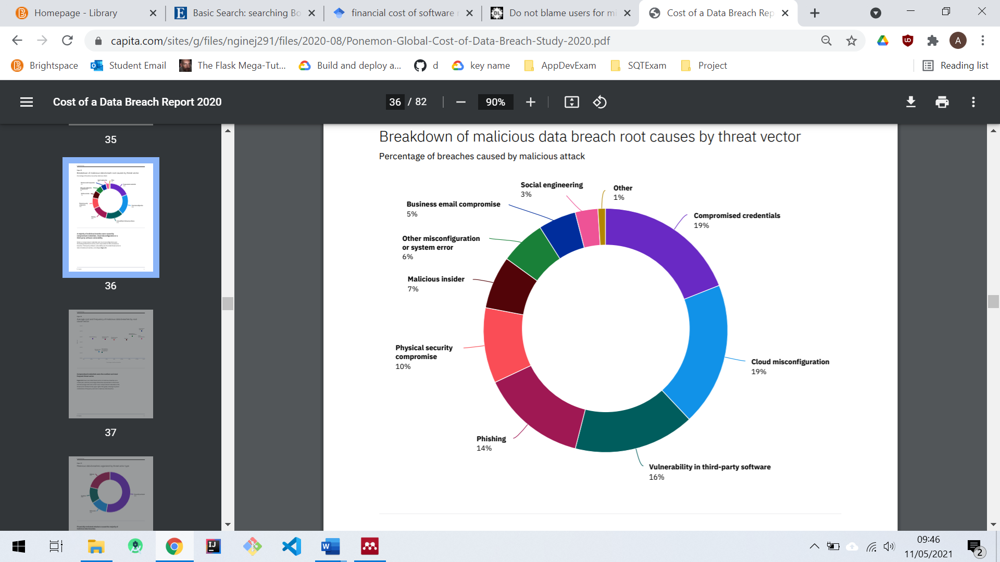 Homepage - Library
Basic Search: searching Bo
financial cost of software
Do not blame users for mi
Cost of a Data Breach Rep
capita.com/sites/g/files/nginej291/files/2020-08/Ponemon-Global-Cost-of-Data-Breach-Study-2020.pdf
A
Brightspace
Student Email
The Flask Mega-Tut...
Build and deploy a...
d
key name
AppDevExam
SQTExam
Project
Reading list
Cost of a Data Breach Report 2020
36 / 82
90%
35
36
37
Breakdown of malicious data breach root causes by threat vector
Percentage of breaches caused by malicious attack
Social engineering
3%
Other
1%
Business email compromise
5%
Compromised credentials
19%
Other misconfiguration
or system error
6%
Malicious insider
7%
Physical security
compromise
10%
Cloud misconfiguration
19%
Phishing
14%
Vulnerability in third-party software
16%
09:46
11/05/2021
2